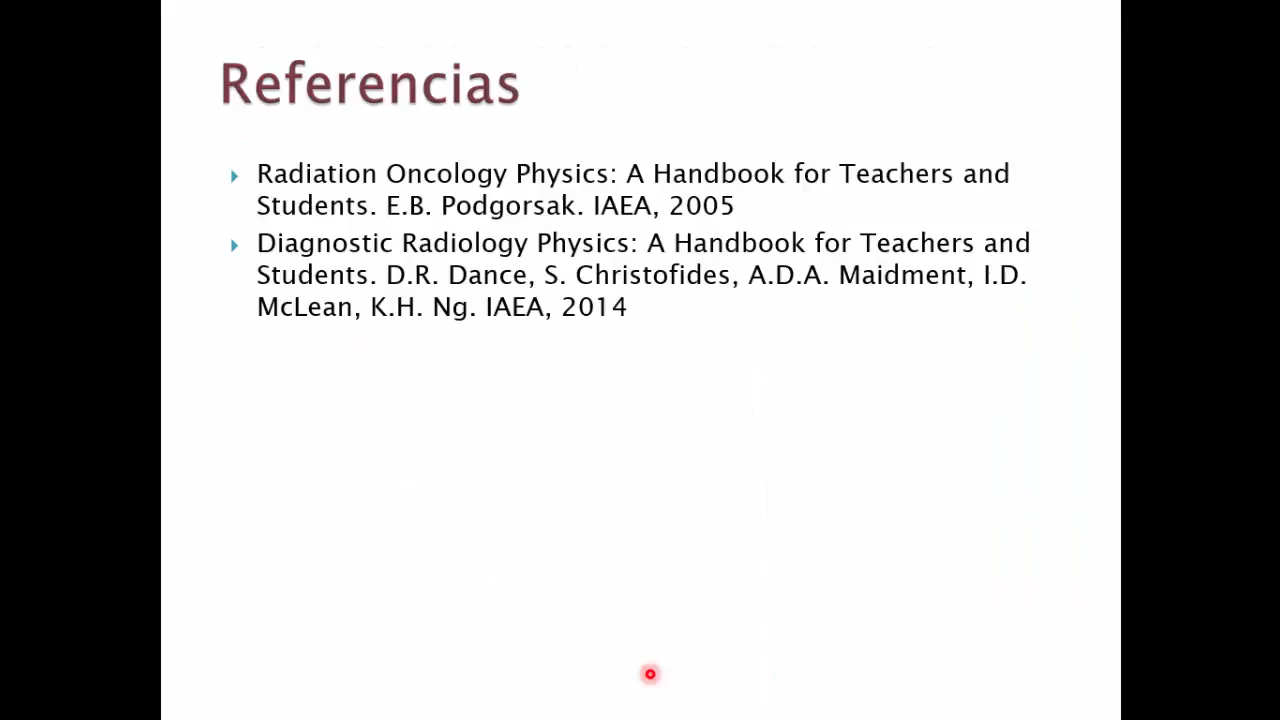 Referencias
Radiation Oncology Physics: A Handbook for Teachers and
Students. E.B. Podgorsak. IAEA, 2005
Diagnostic Radiology Physics: A Handbook for Teachers and
Students. D.R. Dance, S. Christofides, A.D.A. Maidment, I.D.
McLean, K.H. Ng. IAEA, 2014